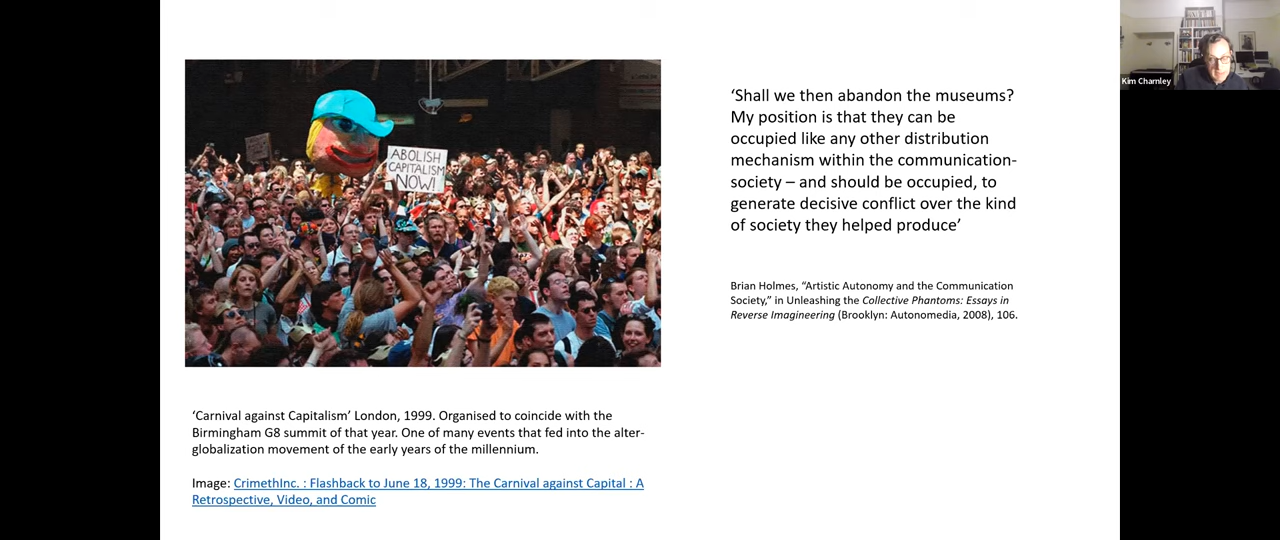 ABOLISH
CAPITALISM
NOW!
‘Shall we then abandon the museums?
My position is that they can be
occupied like any other distribution
mechanism within the communication-
society – and should be occupied, to
generate decisive conflict over the kind
of society they helped produce’
Brian Holmes, “Artistic Autonomy and the Communication
Society,” in Unleashing the Collective Phantoms: Essays in
Reverse Imagineering (Brooklyn: Autonomedia, 2008), 106.
‘Carnival against Capitalism’ London, 1999. Organised to coincide with the
Birmingham G8 summit of that year. One of many events that fed into the alter-
globalization movement of the early years of the millennium.
Image: CrimethInc. : Flashback to June 18, 1999: The Carnival against Capital : A
Retrospective, Video, and Comic
Kim Charnley